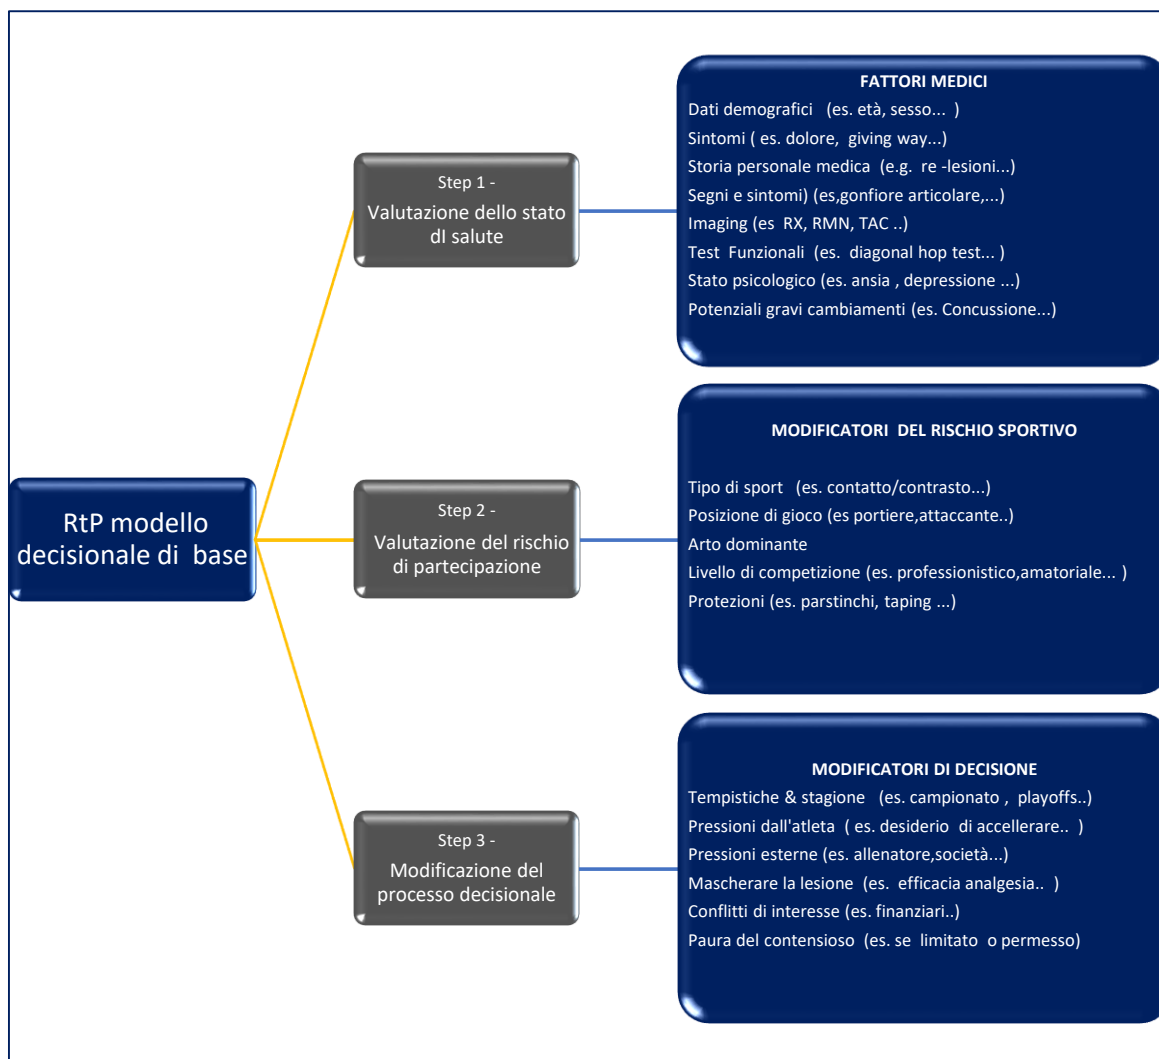 RtP modello
decisionale di base
Step 1 -
Valutazione dello stato
dI salute
FATTORI MEDICI
Dati demografici (es. età, sesso... )
Sintomi ( es. dolore, giving way...)
Storia personale medica (e.g. re -lesioni...)
Segni e sintomi) (es,gonfiore articolare,...)
Imaging (es RX, RMN, TAC ..)
Test Funzionali (es. diagonal hop test... )
Stato psicologico (es. ansia , depressione ...)
Potenziali gravi cambiamenti (es. Concussione...)
Step 2 -
Valutazione del rischio
di partecipazione
MODIFICATORI DEL RISCHIO SPORTIVO
Tipo di sport (es. contatto/contrasto...)
Posizione di gioco (es portiere,attaccante..)
Arto dominante
Livello di competizione (es. professionistico,amatoriale... )
Protezioni (es. parstinchi, taping ...)
Step 3 -
Modificazione del
processo decisionale
MODIFICATORI DI DECISIONE
Tempistiche & stagione (es. campionato , playoffs..)
Pressioni dall'atleta ( es. desiderio di accellerare.. )
Pressioni esterne (es. allenatore,società...)
Mascherare la lesione (es. efficacia analgesia.. )
Conflitti di interesse (es. finanziari..)
Paura del contensioso (es. se limitato o permesso)